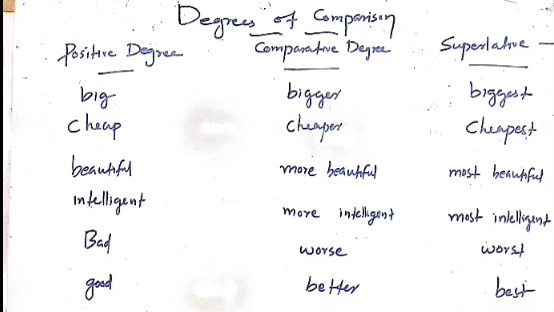 Degrees of Comparison
Positive Degree Comparative Degree Superlative -
big bigger biggest
cheap cheaper cheapest
beautiful more beautiful most beautiful
intelligent more intelligent most intelligent
Bad worse worst
good better best